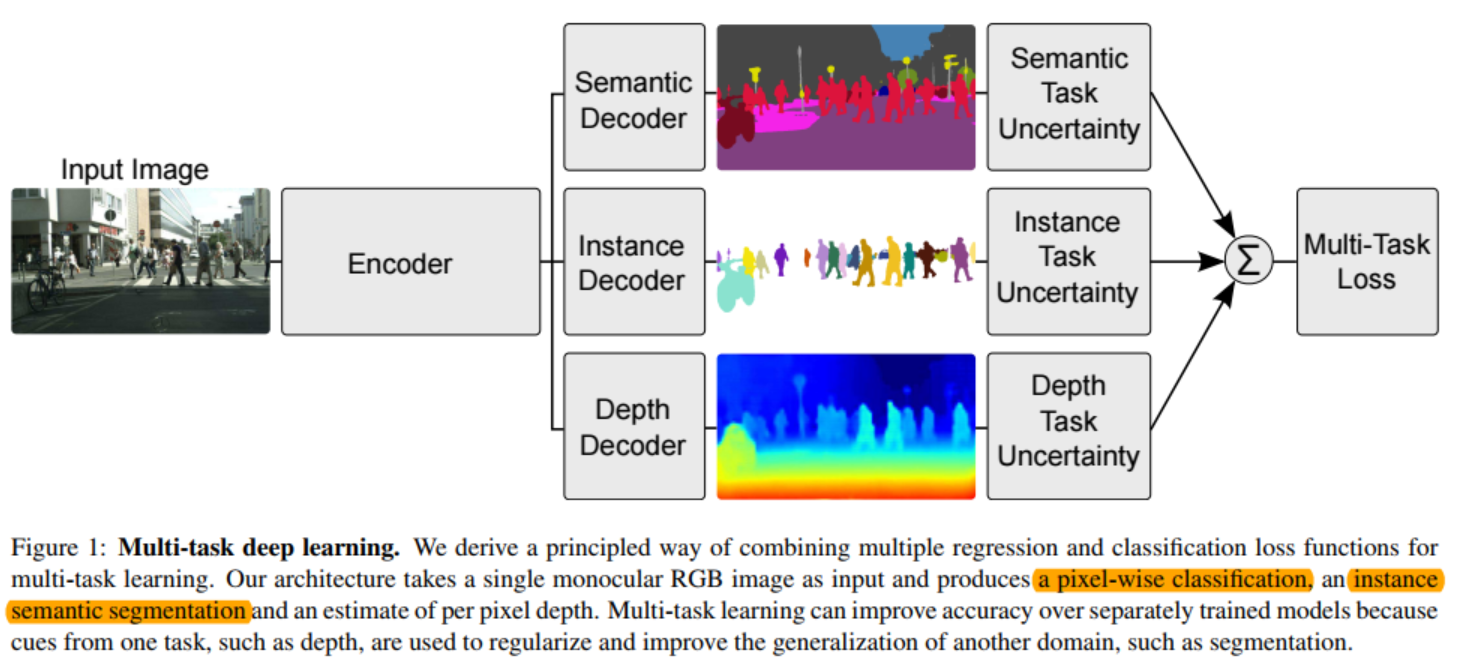 Input Image
Encoder
Semantic
Decoder
Semantic
Task
Uncertainty
Instance
Decoder
Instance
Task
Uncertainty
Depth
Decoder
Depth
Task
Uncertainty
Σ
Multi-Task
Loss
Figure 1: Multi-task deep learning. We derive a principled way of combining multiple regression and classification loss functions for
multi-task learning. Our architecture takes a single monocular RGB image as input and produces a pixel-wise classification, an instance
semantic segmentation and an estimate of per pixel depth. Multi-task learning can improve accuracy over separately trained models because
cues from one task, such as depth, are used to regularize and improve the generalization of another domain, such as segmentation.